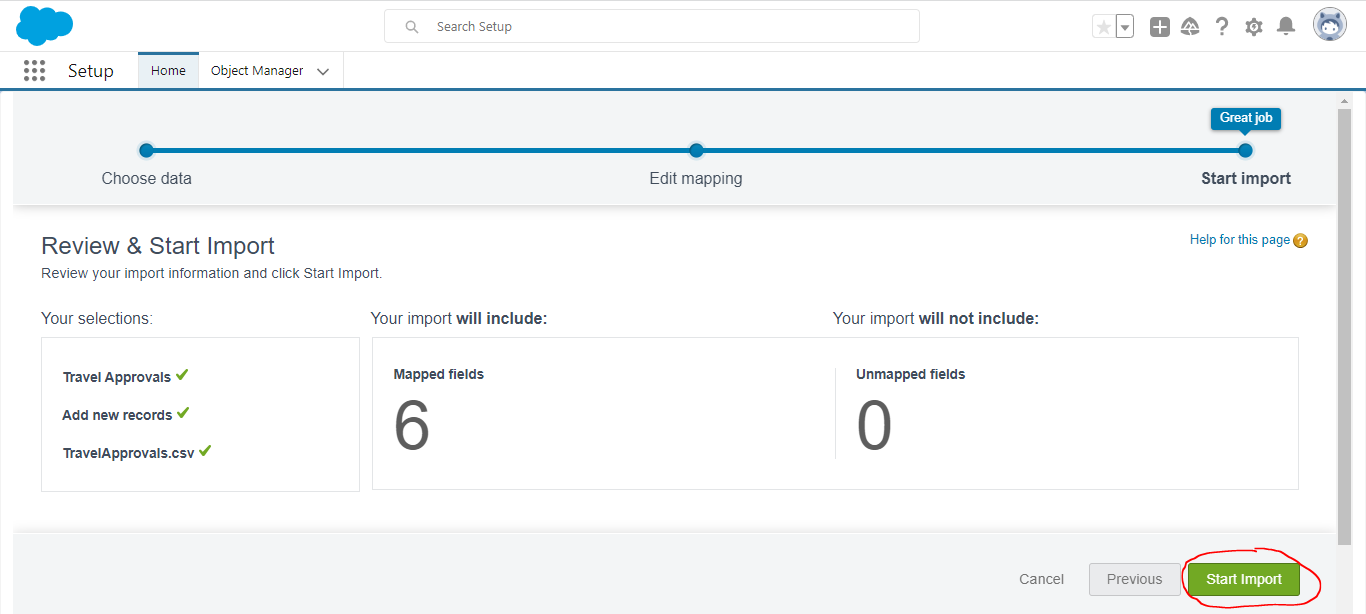 Search Setup
Setup
Home
Object Manager
Great job
Choose data
Edit mapping
Start import
Review & Start Import
Help for this page ?
Review your import information and click Start Import.
Your selections:
Your import will include:
Your import will not include:
Travel Approvals
Add new records
TravelApprovals.csv
Mapped fields
6
Unmapped fields
0
Cancel
Previous
Start Import